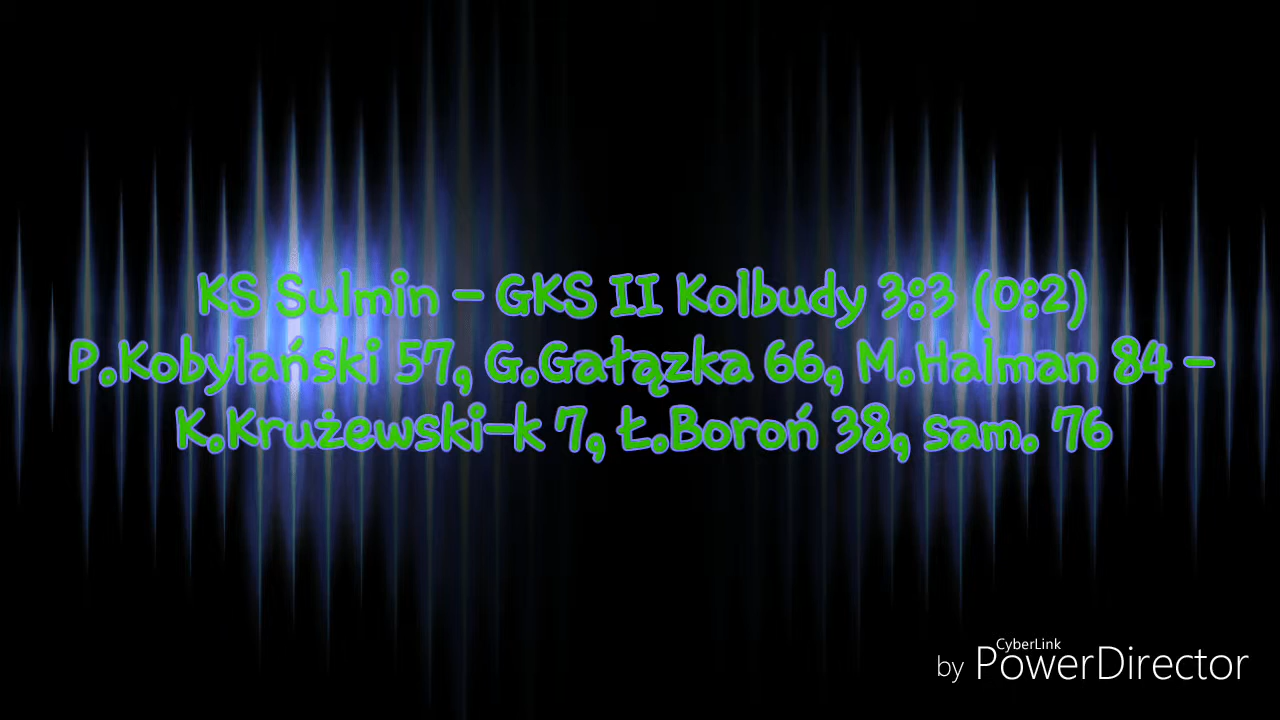 KS Sulmin - GKS II Kolbudy 3:3 (0:2)
P.Kobylański 57, G.Gałązka 66, M.Halman 84 -
K.Krużewski-k 7, Ł.Boroń 38, sam. 76
CyberLink
by PowerDirector